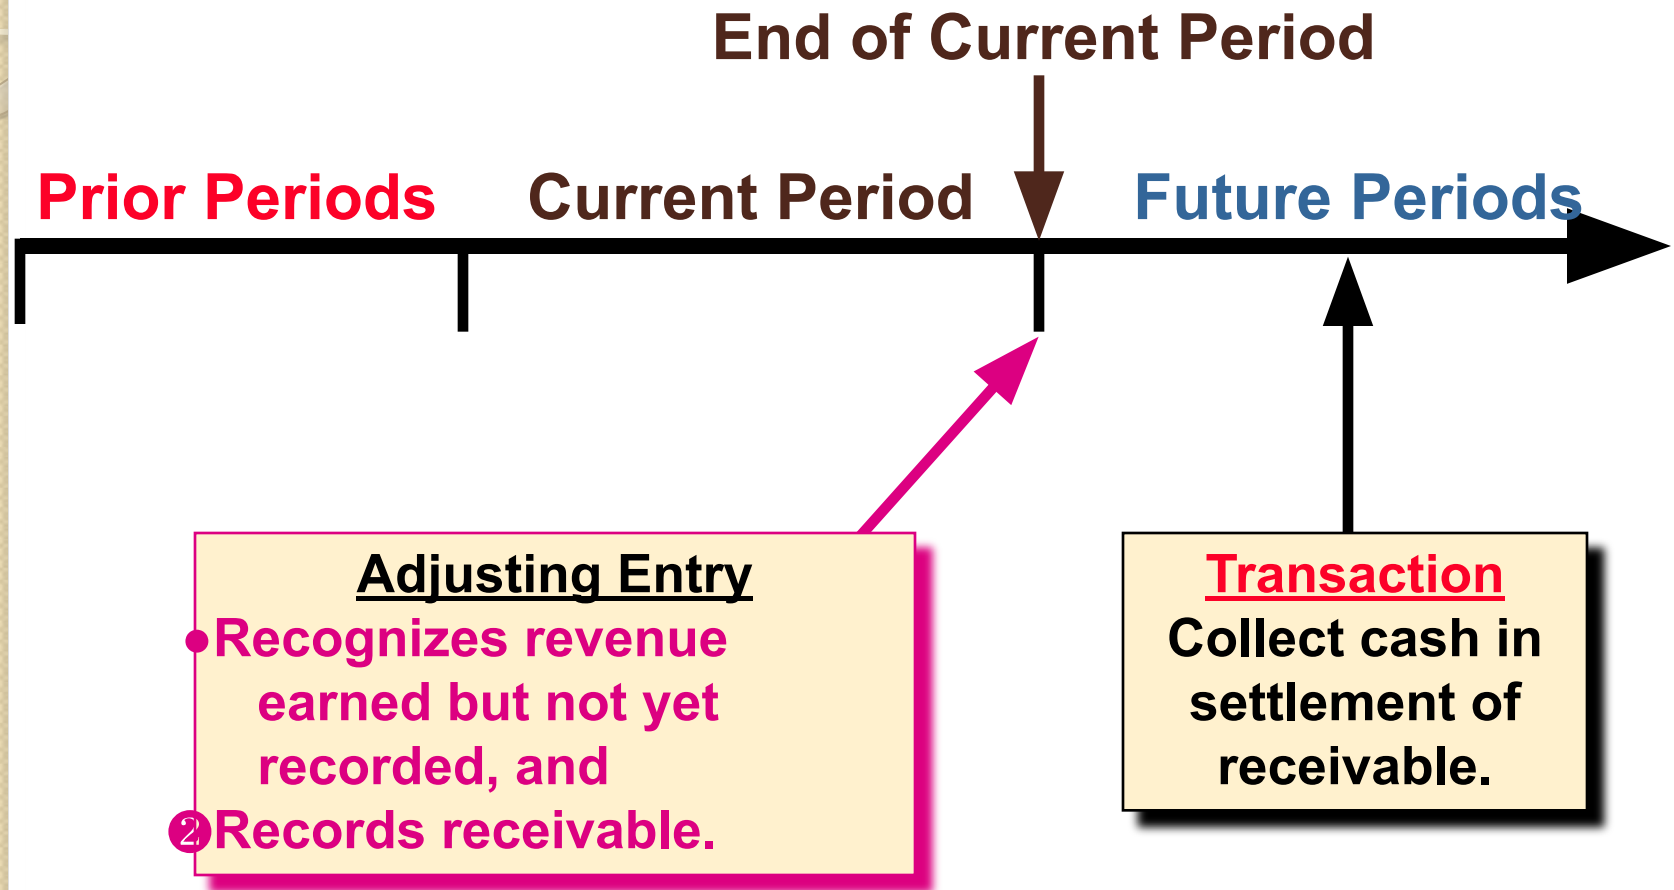 End of Current Period
Prior Periods
Current Period
Future Periods
Adjusting Entry
•Recognizes revenue
earned but not yet
recorded, and
❷Records receivable.
Transaction
Collect cash in
settlement of
receivable.